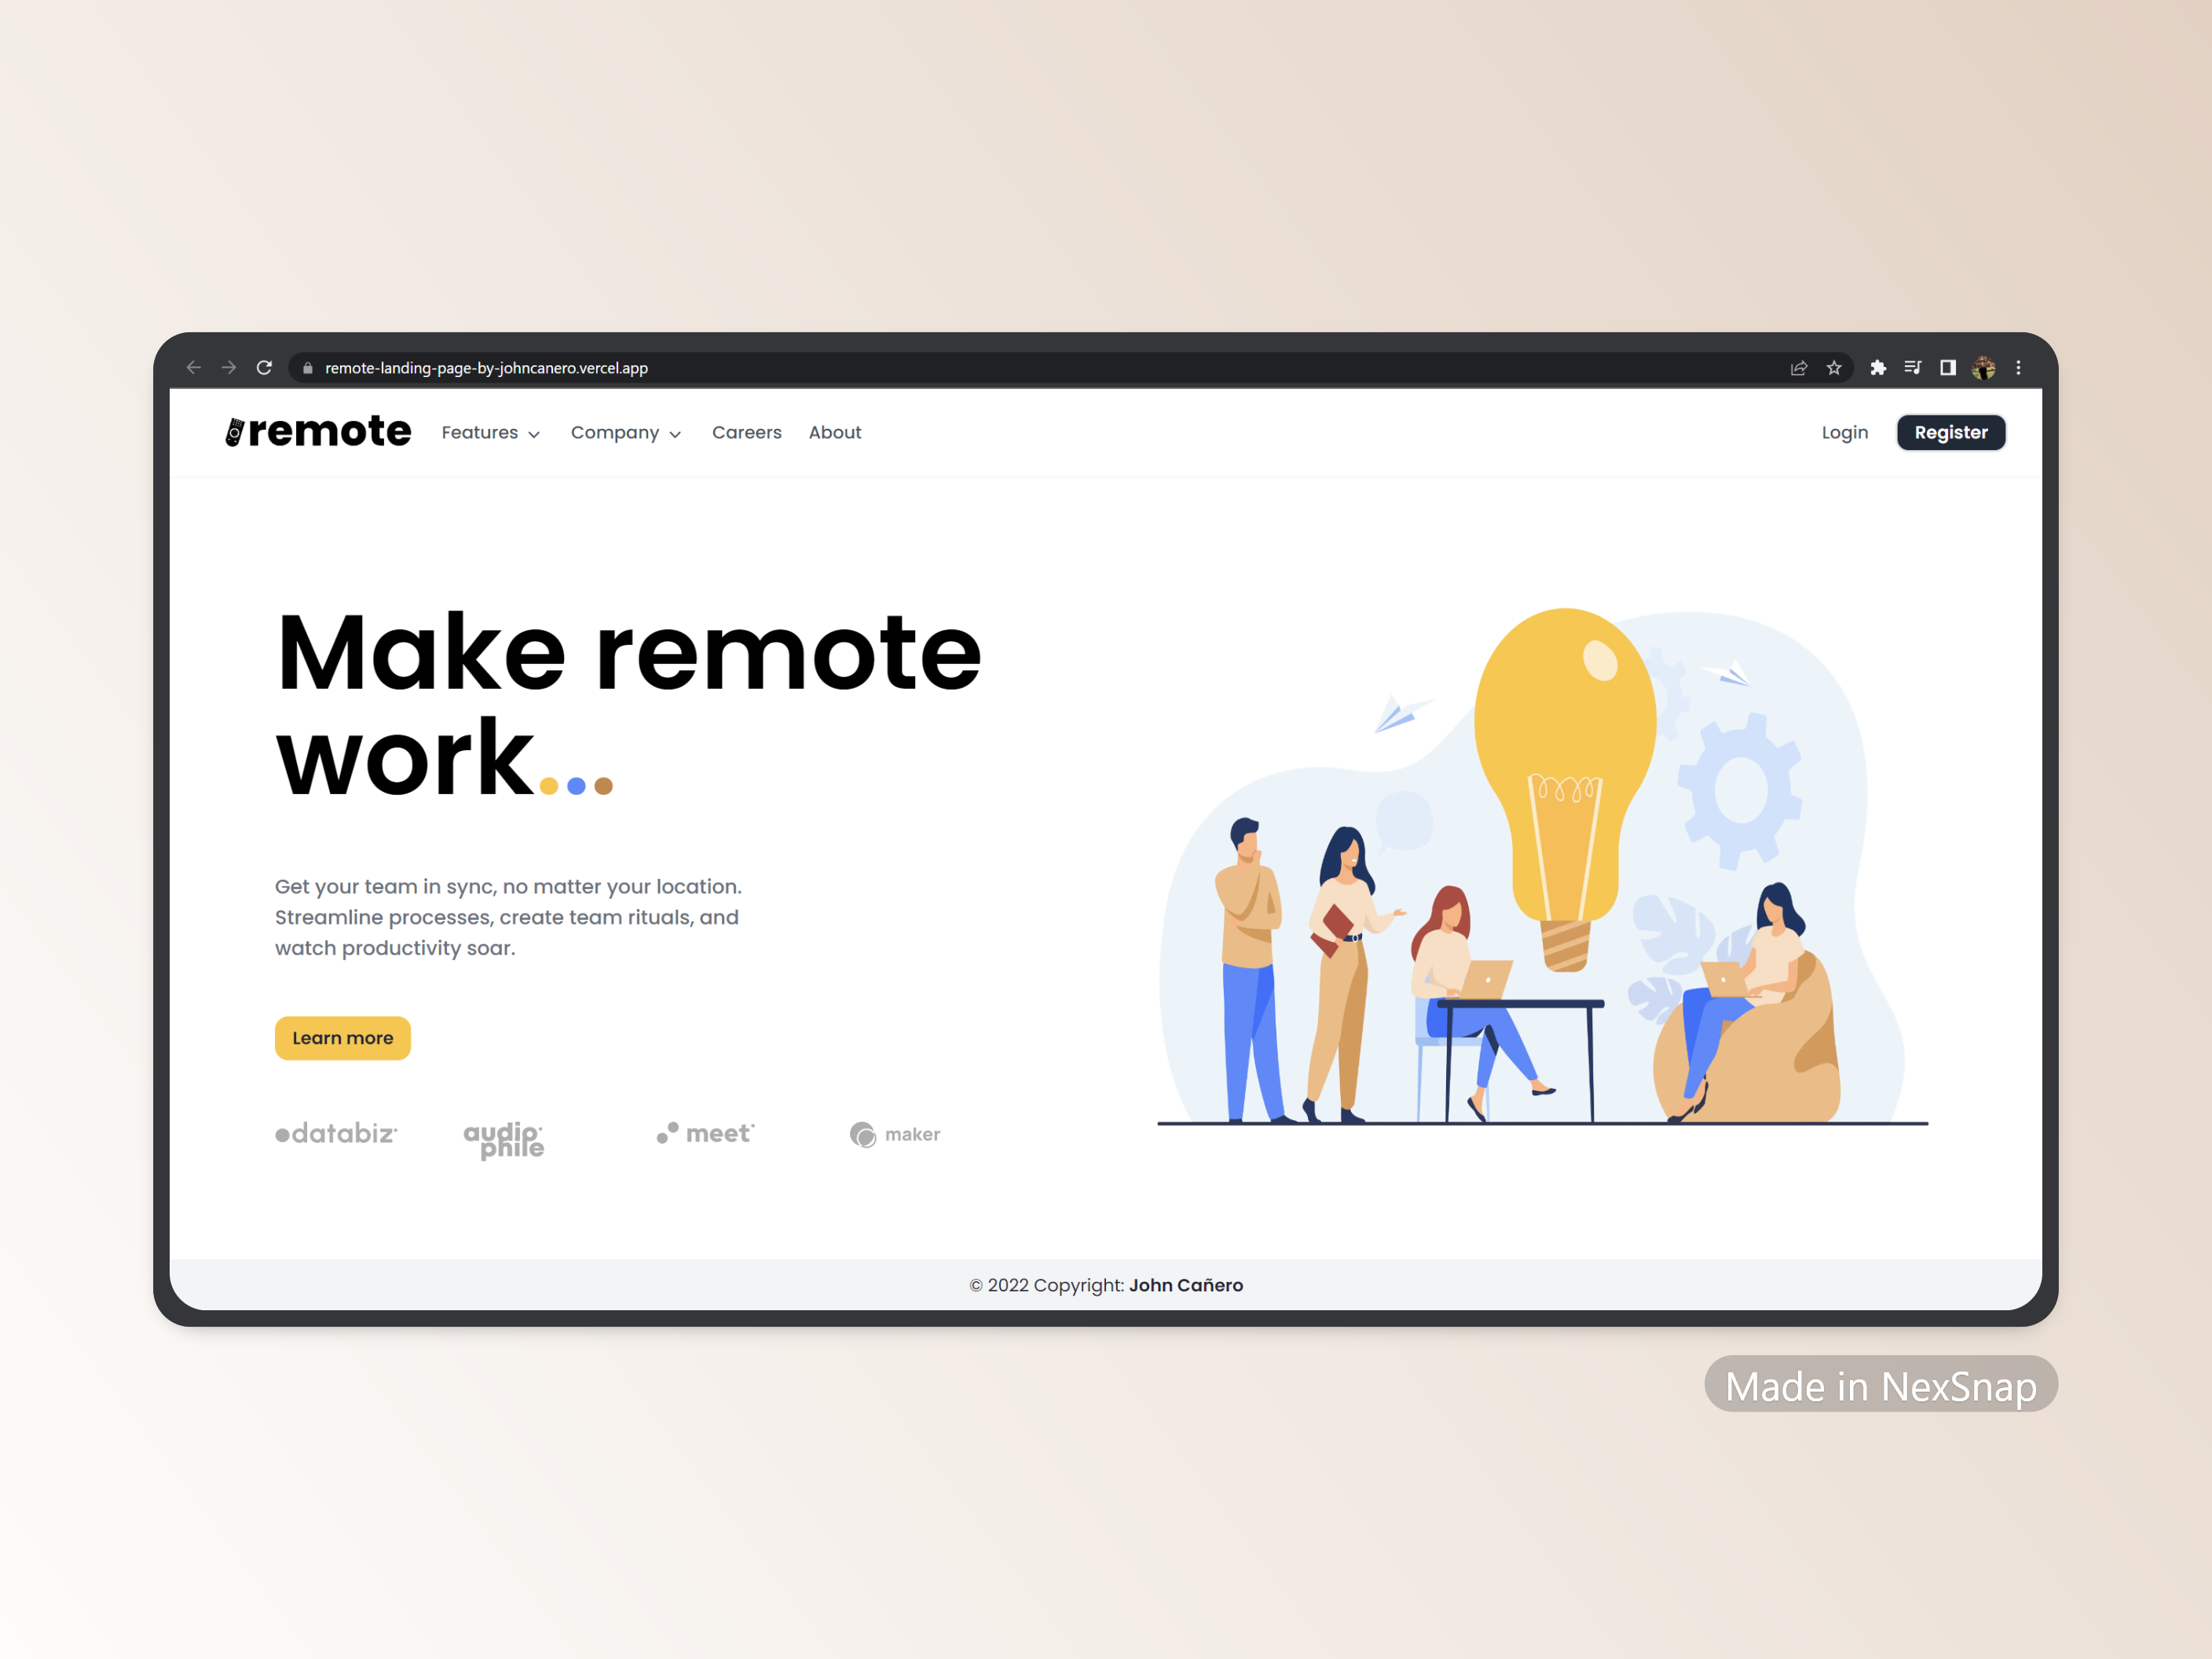 remote-landing-page-by-johncanero.vercel.app
remote Features Company Careers About Login Register
Make remote
work...
Get your team in sync, no matter your location.
Streamline processes, create team rituals, and
watch productivity soar.
Learn more
databiz audiophile meet maker
© 2022 Copyright: John Cañero
Made in NexSnap